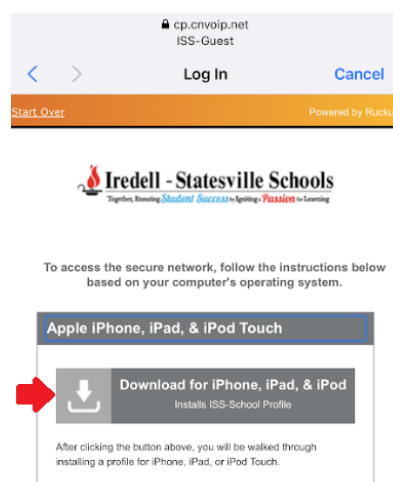 cp.cnvoip.net
ISS-Guest
Log In
Cancel
Start Over
Powered by Rucku
Iredell - Statesville Schools
Together, Ensuring Student Success by Igniting a Passion for Learning
To access the secure network, follow the instructions below
based on your computer's operating system.
Apple iPhone, iPad, & iPod Touch
Download for iPhone, iPad, & iPod
Installs ISS-School Profile
After clicking the button above, you will be walked through
installing a profile for iPhone, iPad, or iPod Touch.